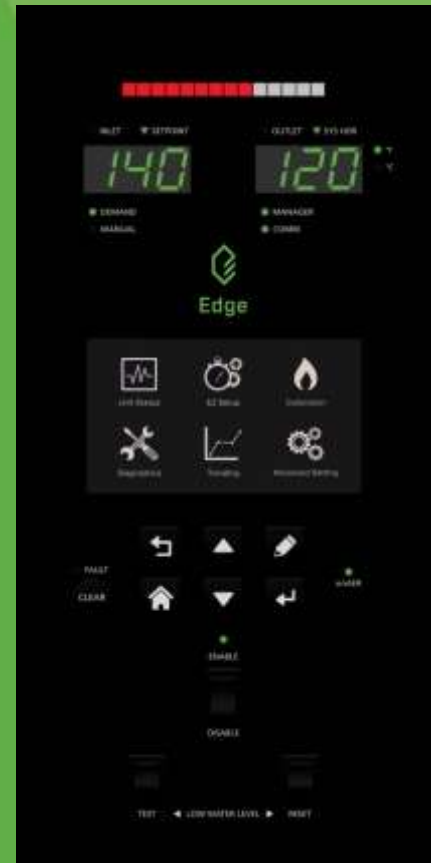 INLET SETPOINT OUTLET SYS HDR
140 120 °F
°C
DEMAND MANAGER
MANUAL COMM
Edge
Unit Status EZ Setup Calibration
Diagnostics Trending Advanced Setting
FAULT
CLEAR
ENABLE
DISABLE
TEST ◄ LOW WATER LEVEL ► RESET